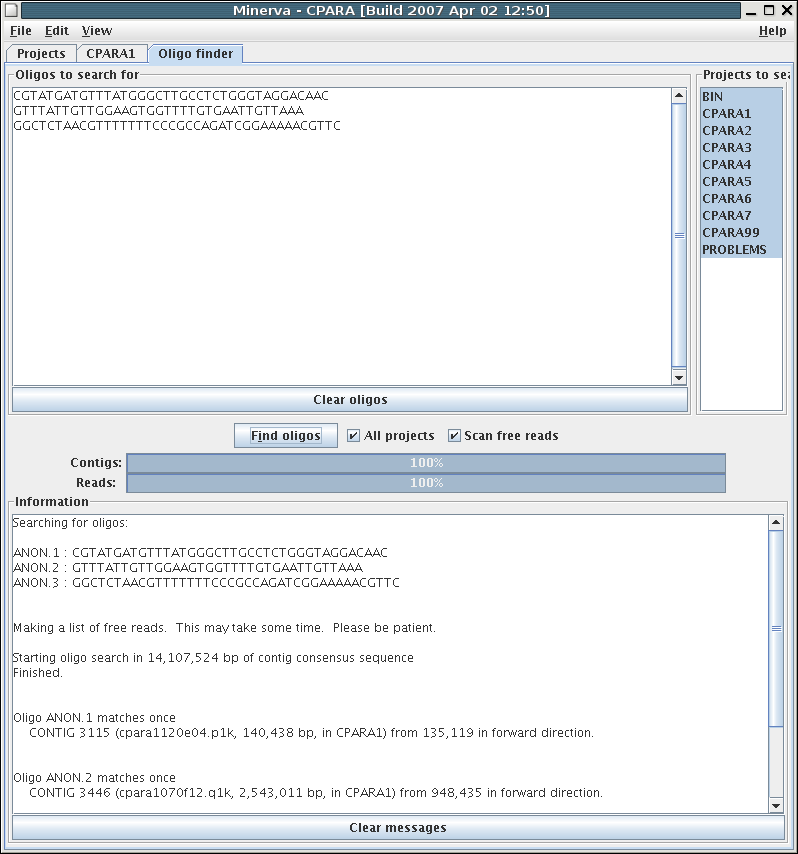 Minerva - CPARA [Build 2007 Apr 02 12:50]
File Edit View Help
Projects CPARA1 Oligo finder
Oligos to search for
CGTATGATGTTTATGGGCTTGCCTCTGGGTAGGACAAC
GTTTATTGTTGGAAGTGGTTTTGTGAATTGTTAAA
GGCTCTAACGTTTTTTTCCCGCCAGATCGGAAAAACGTTC
Clear oligos
Projects to sea
BIN
CPARA1
CPARA2
CPARA3
CPARA4
CPARA5
CPARA6
CPARA7
CPARA99
PROBLEMS
Find oligos All projects Scan free reads
Contigs: 100%
Reads: 100%
Information
Searching for oligos:
ANON.1 : CGTATGATGTTTATGGGCTTGCCTCTGGGTAGGACAAC
ANON.2 : GTTTATTGTTGGAAGTGGTTTTGTGAATTGTTAAA
ANON.3 : GGCTCTAACGTTTTTTTCCCGCCAGATCGGAAAAACGTTC
Making a list of free reads. This may take some time. Please be patient.
Starting oligo search in 14,107,524 bp of contig consensus sequence
Finished.
Oligo ANON.1 matches once
CONTIG 3115 (cpara1120e04.p1k, 140,438 bp, in CPARA1) from 135,119 in forward direction.
Oligo ANON.2 matches once
CONTIG 3446 (cpara1070f12.q1k, 2,543,011 bp, in CPARA1) from 948,435 in forward direction.
Clear messages